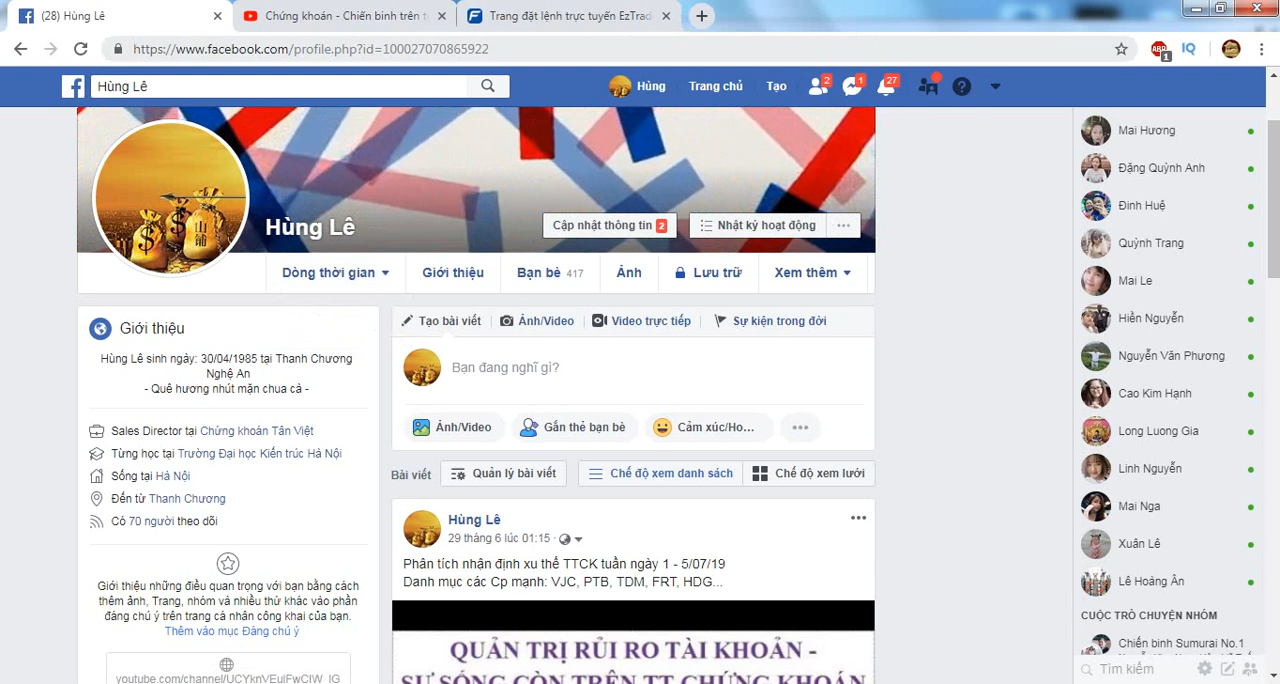 (28) Hùng Lê
Chứng khoán - Chiến binh trên t
Trang đặt lệnh trực tuyến EzTrad
https://www.facebook.com/profile.php?id=100027070865922
ABP
1
IQ
Hùng Lê
Hùng
Trang chủ
Tạo
2
1
27
Hùng Lê
Cập nhật thông tin 2
Nhật ký hoạt động
Dòng thời gian
Giới thiệu
Bạn bè 417
Ảnh
Lưu trữ
Xem thêm
Giới thiệu
Hùng Lê sinh ngày: 30/04/1985 tại Thanh Chương
Nghệ An
- Quê hương nhút mặn chua cà -
Sales Director tại Chứng khoán Tân Việt
Từng học tại Trường Đại học Kiến trúc Hà Nội
Sống tại Hà Nội
Đến từ Thanh Chương
Có 70 người theo dõi
Giới thiệu những điều quan trọng với bạn bằng cách
thêm ảnh, Trang, nhóm và nhiều thứ khác vào phần
đáng chú ý trên trang cá nhân công khai của bạn.
Thêm vào mục Đáng chú ý
Tạo bài viết
Ảnh/Video
Video trực tiếp
Sự kiện trong đời
Bạn đang nghĩ gì?
Ảnh/Video
Gắn thẻ bạn bè
Cảm xúc/Ho...
Bài viết
Quản lý bài viết
Chế độ xem danh sách
Chế độ xem lưới
Hùng Lê
29 tháng 6 lúc 01:15
Phân tích nhận định xu thế TTCK tuần ngày 1 - 5/07/19
Danh mục các Cp mạnh: VJC, PTB, TDM, FRT, HDG...
QUẢN TRỊ RỦI RO TÀI KHOẢN -
SỰ SỐNG CÒN TRÊN TT CHỨNG KHOÁN
Mai Hương
Đặng Quỳnh Anh
Đinh Huệ
Quỳnh Trang
Mai Le
Hiền Nguyễn
Nguyễn Văn Phương
Cao Kim Hạnh
Long Luong Gia
Linh Nguyễn
Mai Nga
Xuân Lê
Lê Hoàng Ân
CUỘC TRÒ CHUYỆN NHÓM
Chiến binh Sumurai No.1
Tìm kiếm